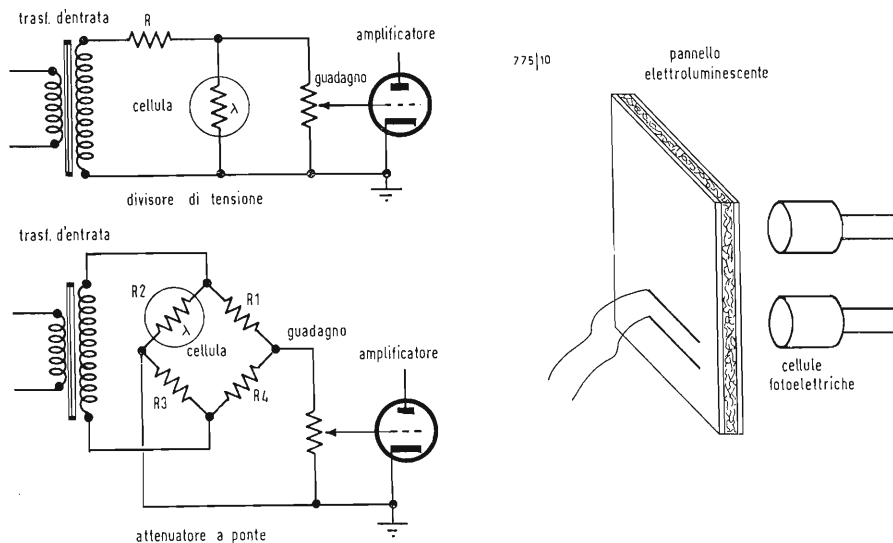 trasf. d'entrata
R
amplificatore
guadagno
cellula
λ
divisore di tensione
trasf. d'entrata
R2
R1
λ
cellula
guadagno
amplificatore
R3
R4
attenuatore a ponte
775|10
pannello
elettroluminescente
cellule
fotoelettriche